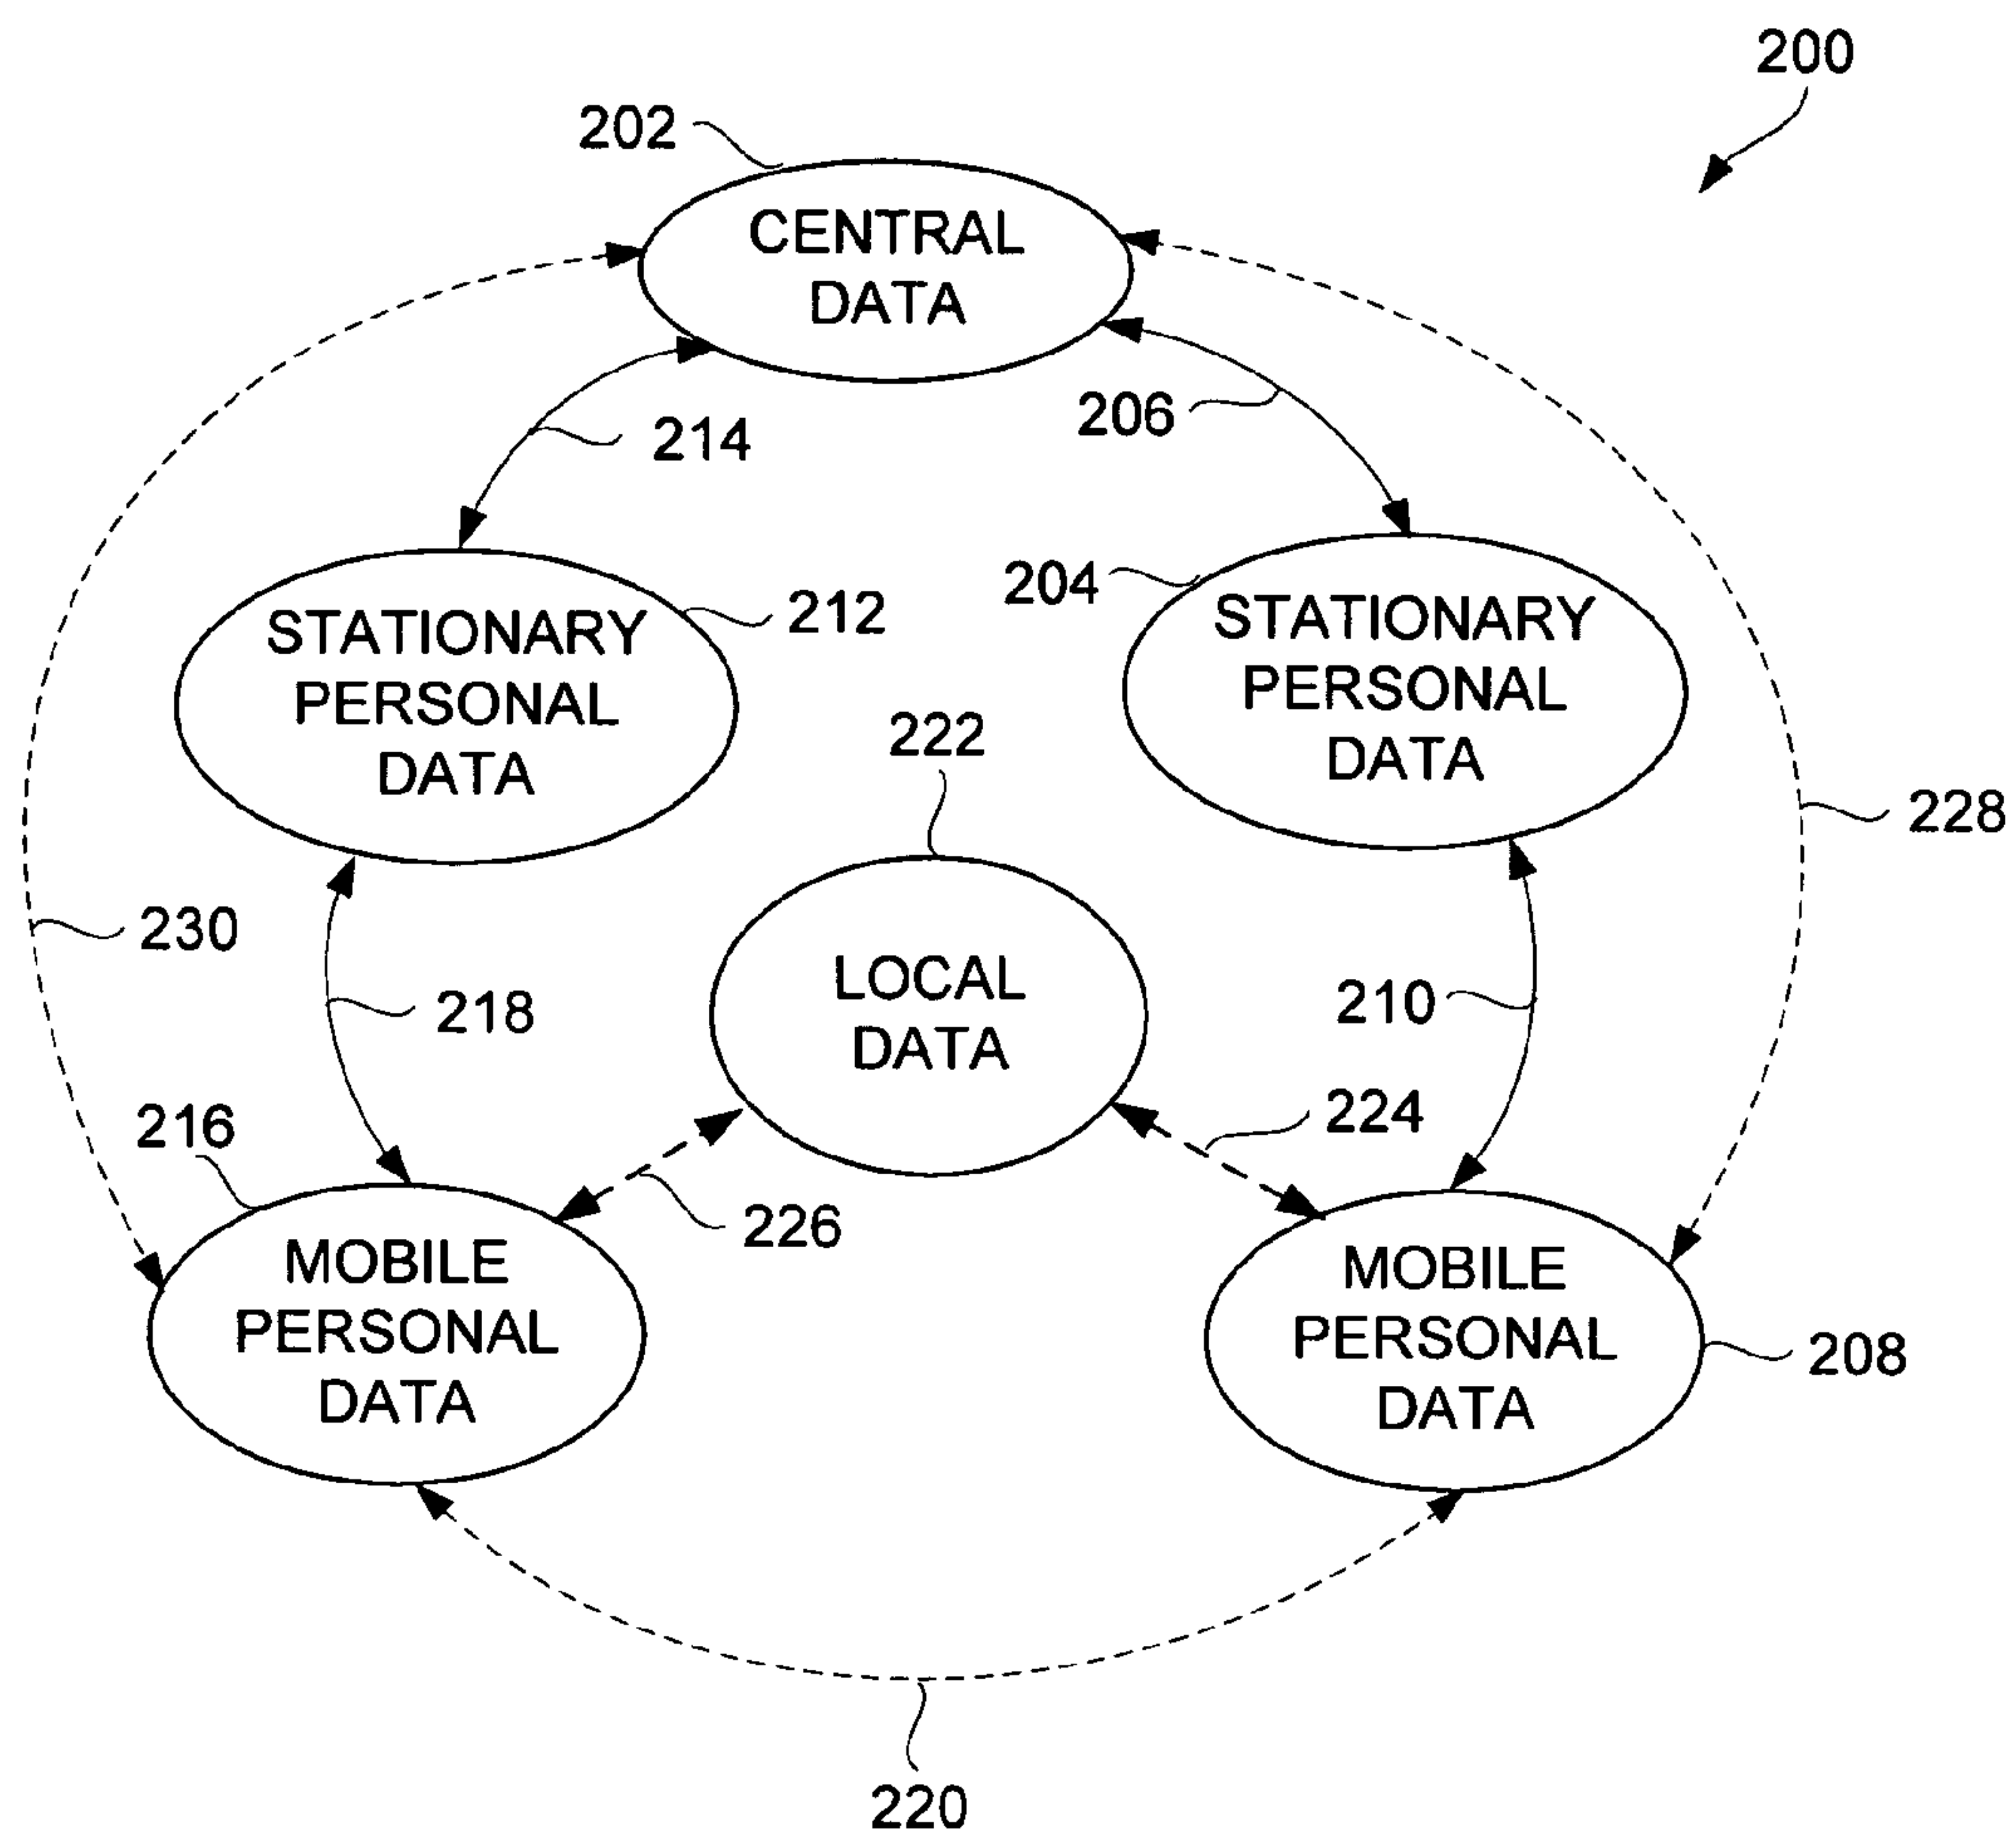 200
202
CENTRAL
DATA
206
214
204
STATIONARY
PERSONAL
DATA
212
STATIONARY
PERSONAL
DATA
222
228
230
LOCAL
DATA
218
210
224
216
226
MOBILE
PERSONAL
DATA
MOBILE
PERSONAL
DATA
208
220